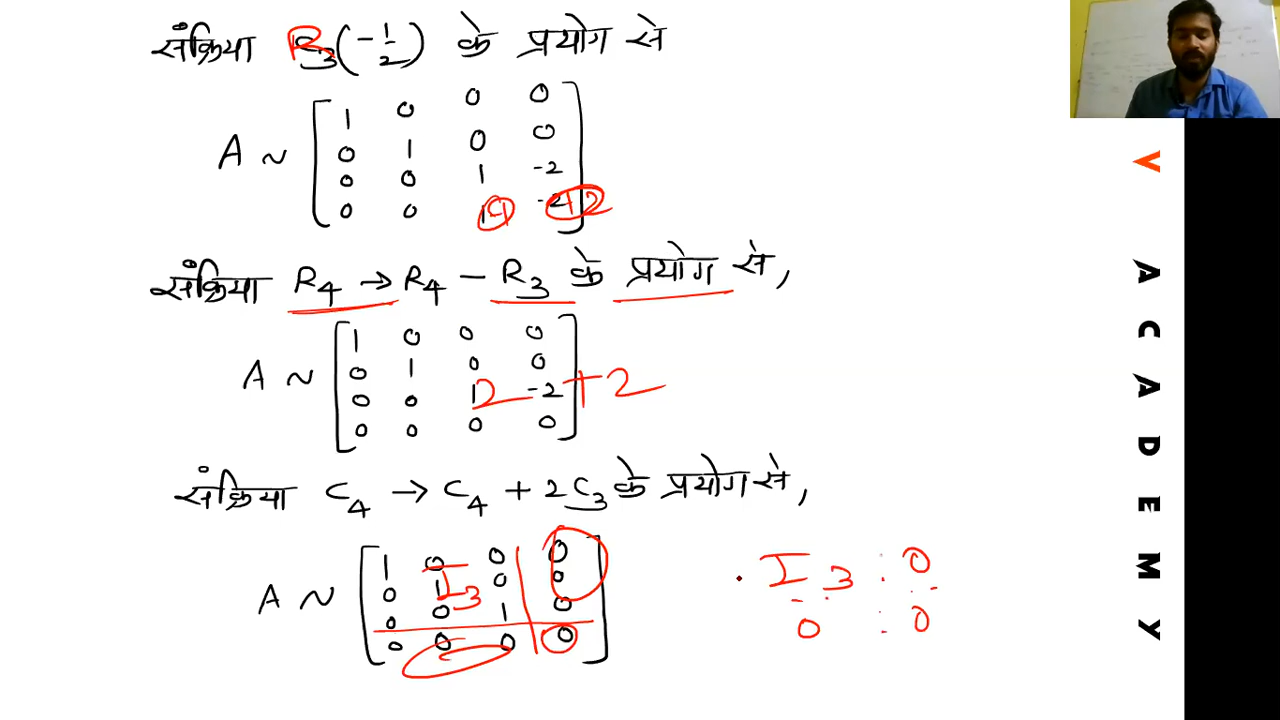 संक्रिया R₃(-1/2) के प्रयोग से
A ~ [ 1 0 0 0
0 1 0 0
0 0 1 -2
0 0 1 -2 ]
संक्रिया R₄ → R₄ - R₃ के प्रयोग से,
A ~ [ 1 0 0 0
0 1 0 0
0 0 1 -2 ] +2
0 0 0 0 ]
संक्रिया C₄ → C₄ + 2C₃ के प्रयोग से,
A ~ [ 1 0 0 0
0 1 0 0
0 0 1 0
0 0 0 0 ]
I₃
I₃ : 0
0 : 0
V ACADEMY